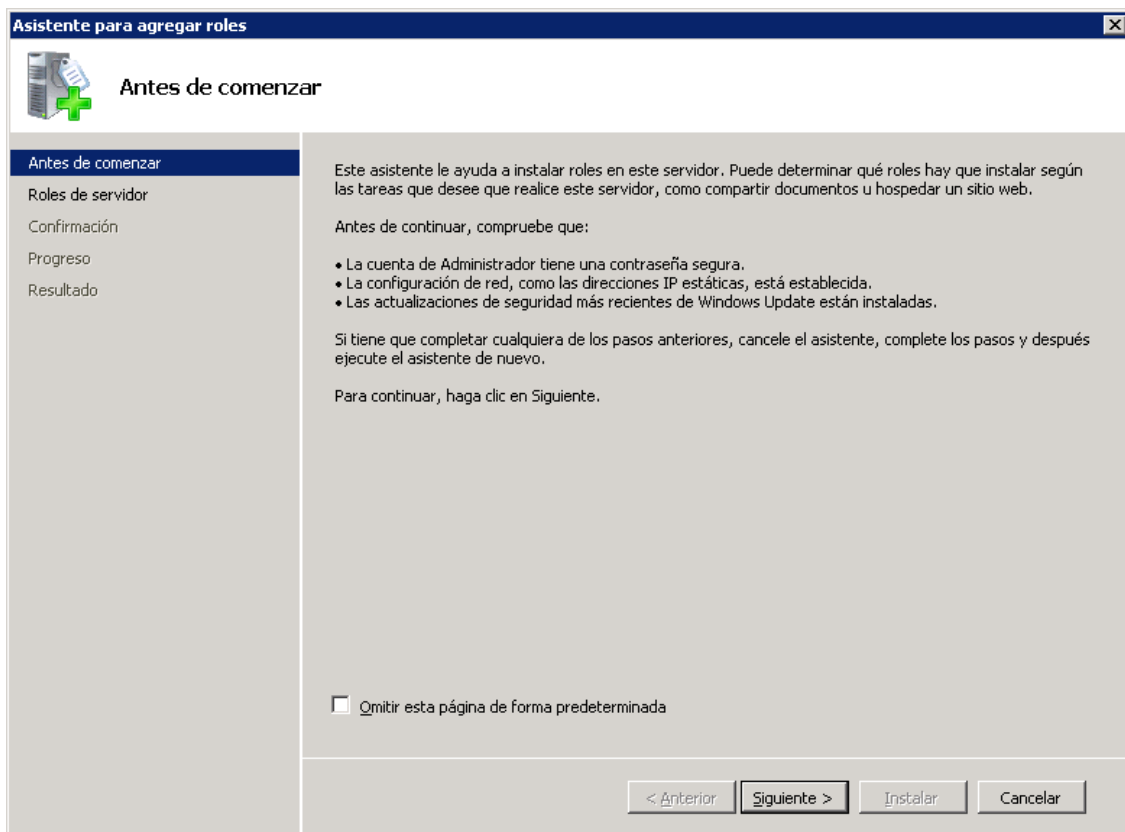 Asistente para agregar roles
Antes de comenzar
Antes de comenzar
Roles de servidor
Confirmación
Progreso
Resultado
Este asistente le ayuda a instalar roles en este servidor. Puede determinar qué roles hay que instalar según
las tareas que desee que realice este servidor, como compartir documentos u hospedar un sitio web.
Antes de continuar, compruebe que:
• La cuenta de Administrador tiene una contraseña segura.
• La configuración de red, como las direcciones IP estáticas, está establecida.
• Las actualizaciones de seguridad más recientes de Windows Update están instaladas.
Si tiene que completar cualquiera de los pasos anteriores, cancele el asistente, complete los pasos y después
ejecute el asistente de nuevo.
Para continuar, haga clic en Siguiente.
Omitir esta página de forma predeterminada
< Anterior Siguiente > Instalar Cancelar